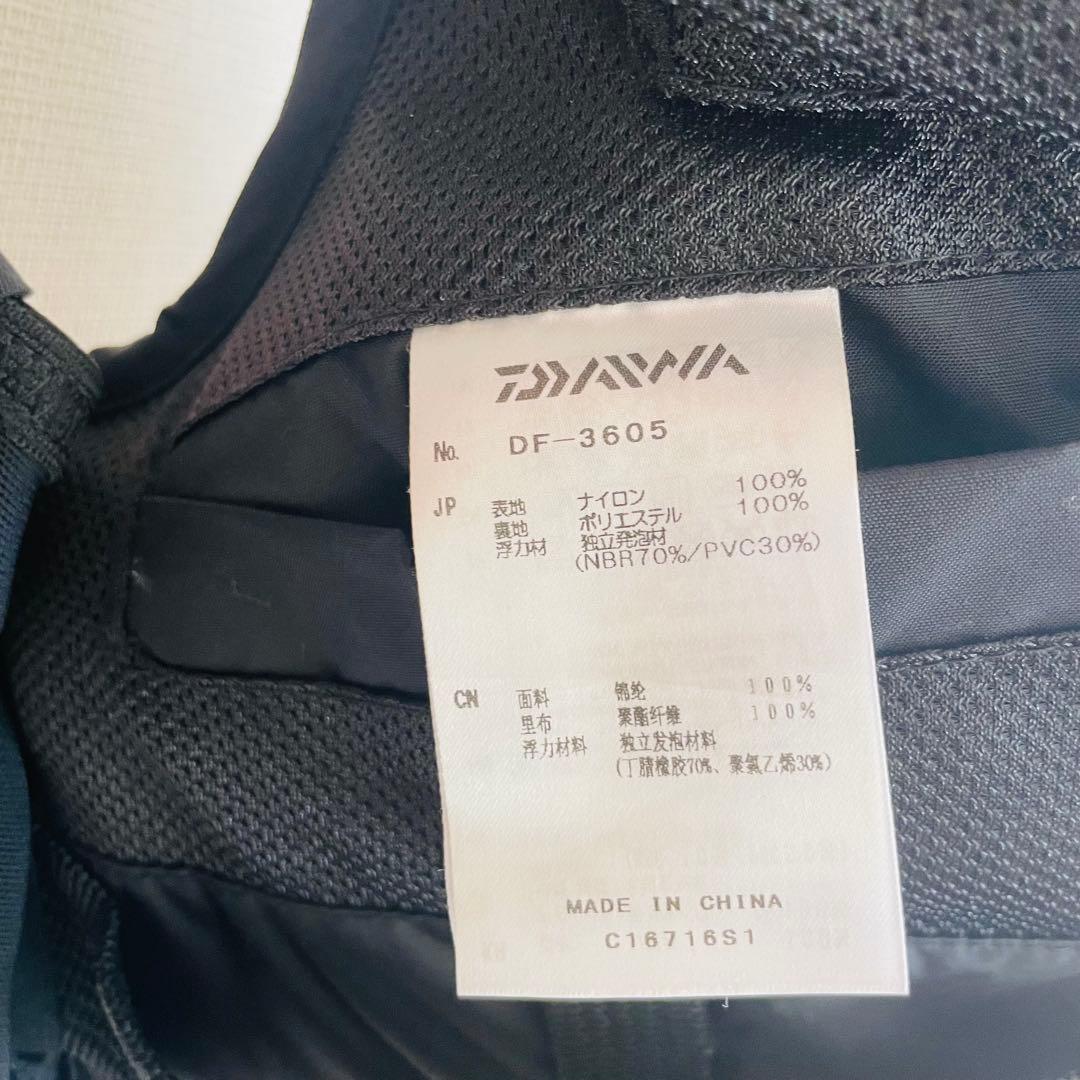 DAIWA
No. DF-3605
JP 表地 ナイロン 100%
裏地 ポリエステル 100%
浮力材 独立発泡材
(NBR70%/PVC30%)
CN 面料 锦纶 100%
里布 聚酯纤维 100%
浮力材料 独立发泡材料
(丁腈橡胶70%、聚氯乙烯30%)
MADE IN CHINA
C16716S1